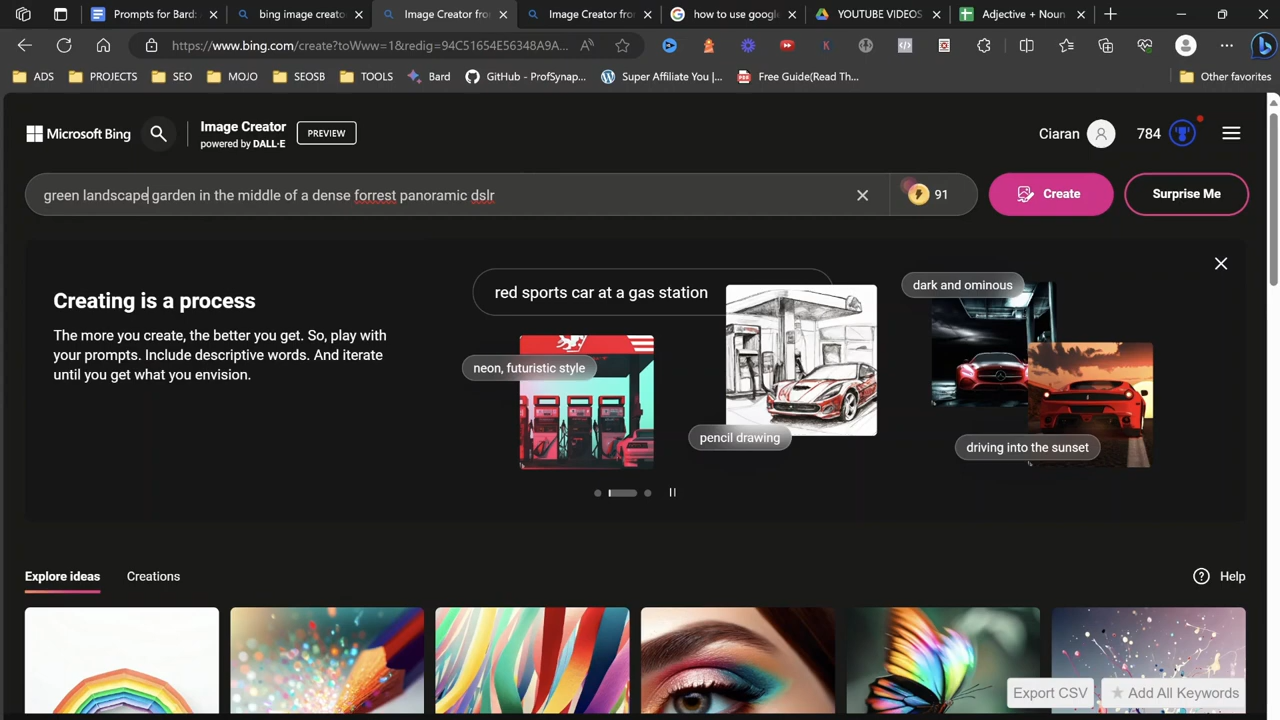 Prompts for Bard: A
bing image creato
Image Creator fro
Image Creator fro
how to use googl
YOUTUBE VIDEOS
Adjective + Noun
https://www.bing.com/create?toWww=1&redig=94C51654E56348A9A...
ADS
PROJECTS
SEO
MOJO
SEOSB
TOOLS
Bard
GitHub - ProfSynap...
Super Affiliate You |...
Free Guide(Read Th...
Other favorites
Microsoft Bing
Image Creator
powered by DALL·E
PREVIEW
Ciaran
784
green landscape garden in the middle of a dense forrest panoramic dslr
91
Create
Surprise Me
Creating is a process
The more you create, the better you get. So, play with
your prompts. Include descriptive words. And iterate
until you get what you envision.
red sports car at a gas station
neon, futuristic style
pencil drawing
dark and ominous
driving into the sunset
Explore ideas
Creations
Help
Export CSV
Add All Keywords